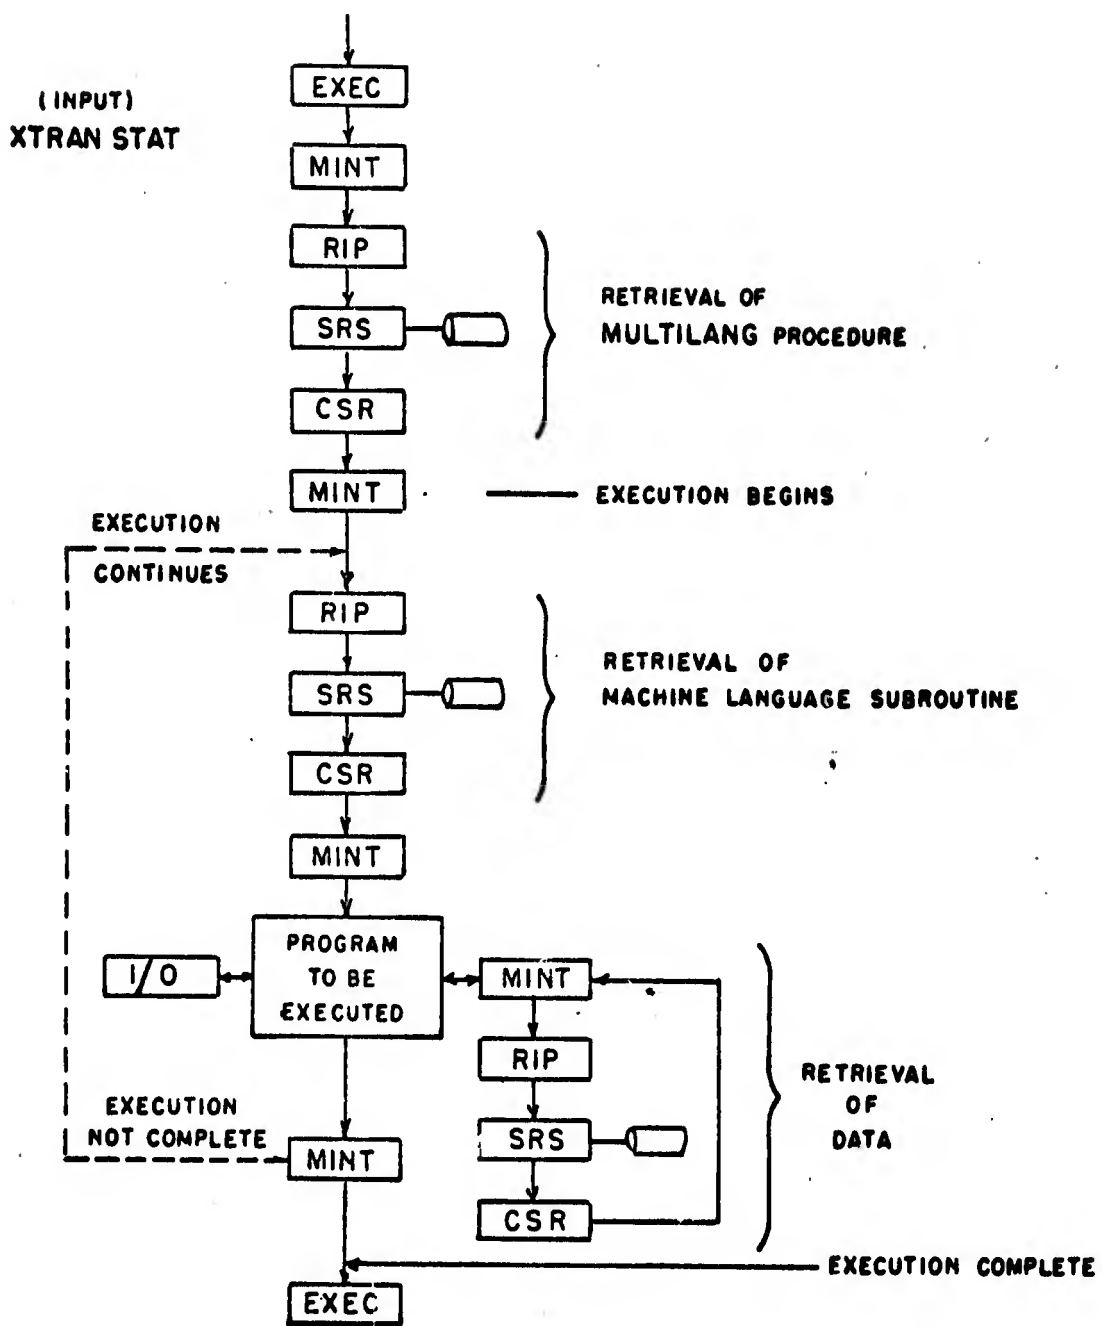 EXEC
(INPUT)
XTRAN STAT
MINT
RIP
RETRIEVAL OF
MULTILANG PROCEDURE
SRS
CSR
MINT
EXECUTION BEGINS
EXECUTION
CONTINUES
RIP
RETRIEVAL OF
MACHINE LANGUAGE SUBROUTINE
SRS
CSR
MINT
PROGRAM
TO BE
EXECUTED
I/O
MINT
RIP
SRS
CSR
RETRIEVAL
OF
DATA
EXECUTION
NOT COMPLETE
MINT
EXECUTION COMPLETE
EXEC